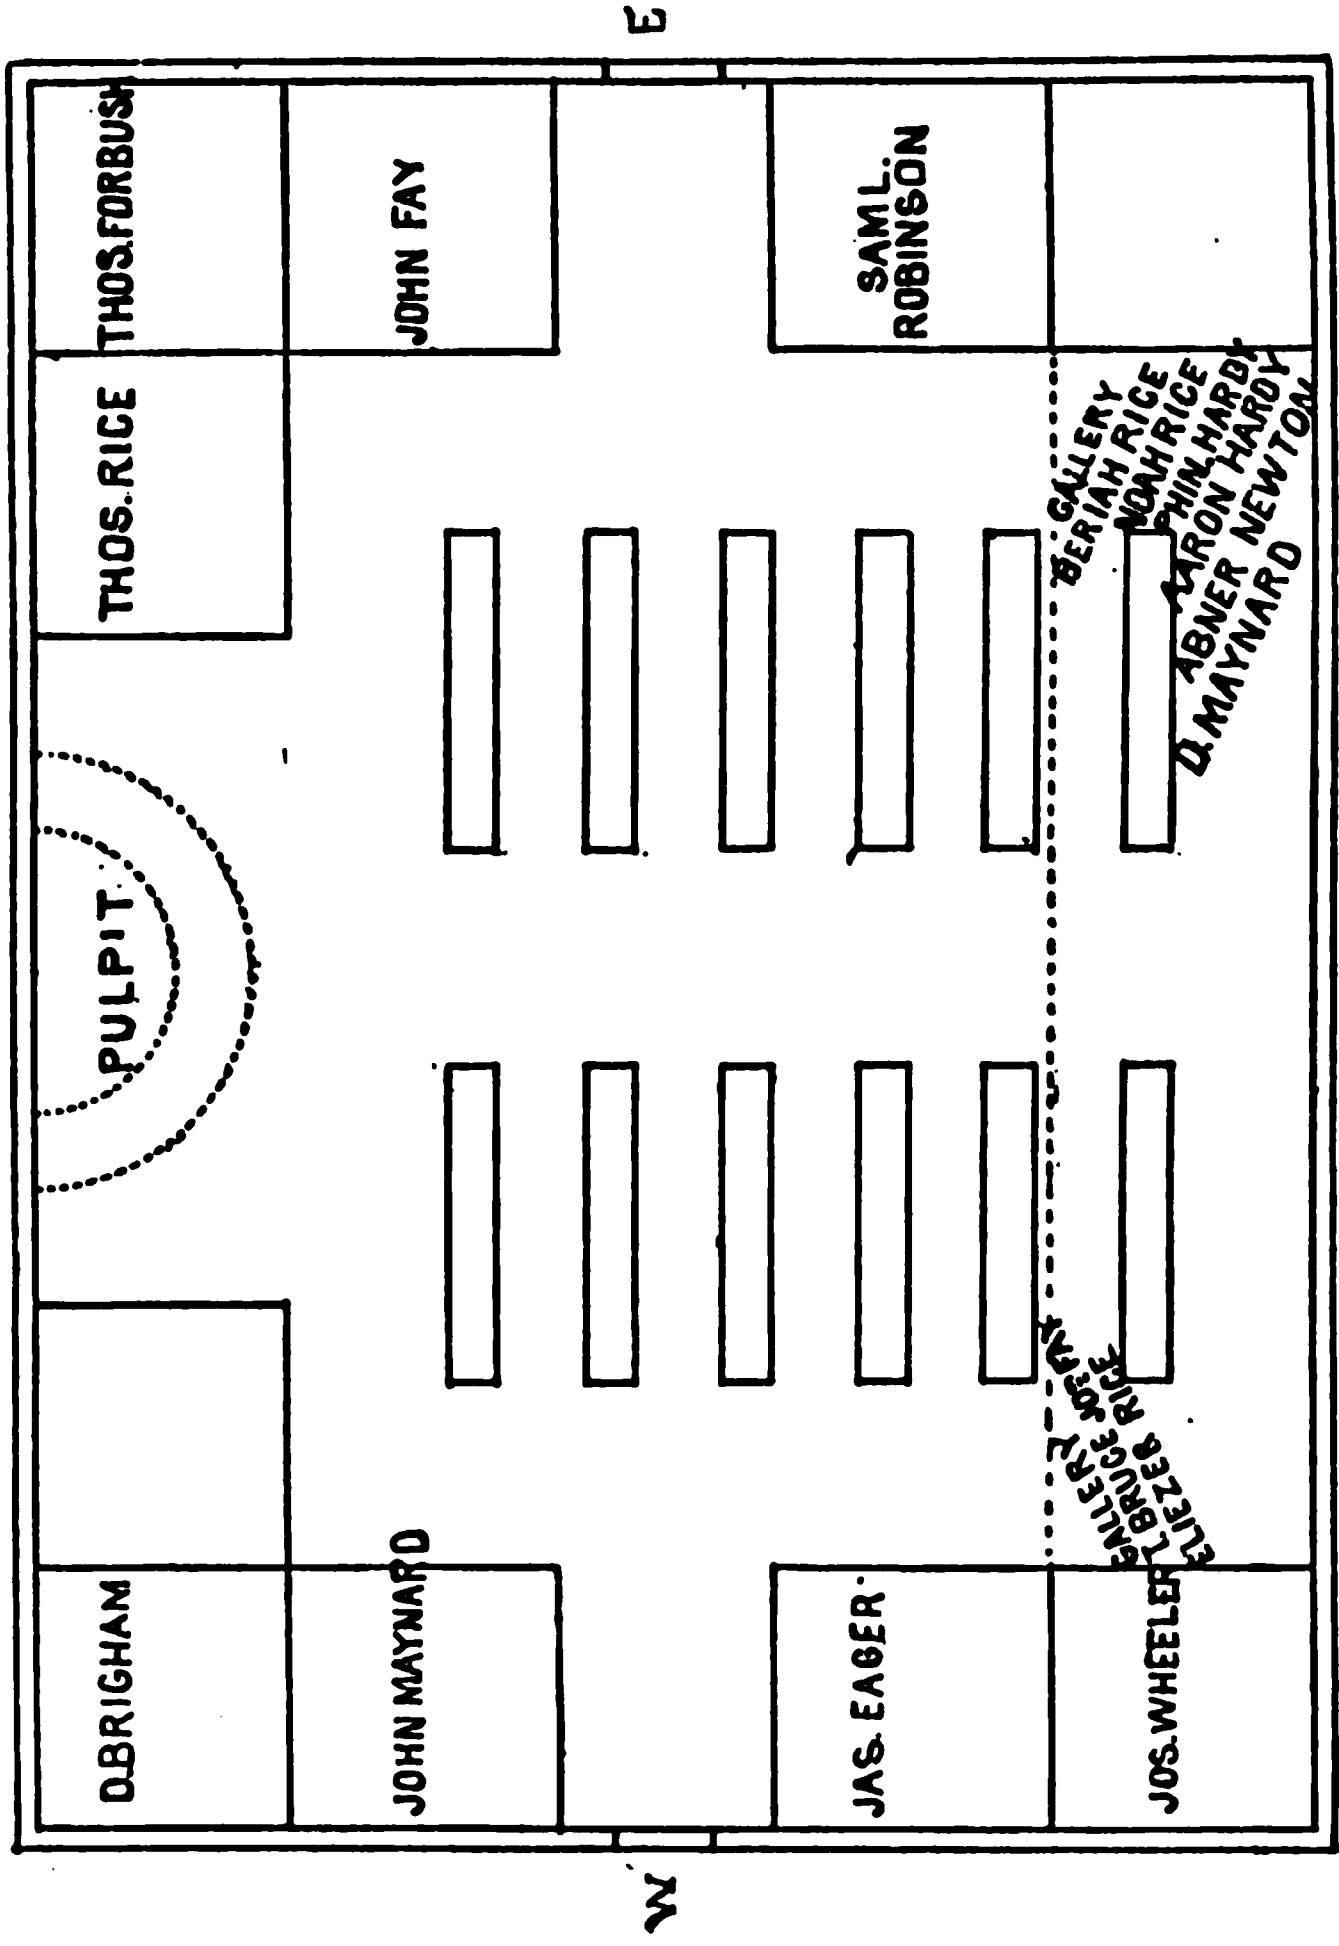 D.BRIGHAM
PULPIT
THOS.RICE
THOS.FORBUSH
JOHN MAYNARD
JOHN FAY
W
E
JAS. EAGER
SAML.
ROBINSON
JOS.WHEELER
GALLERY
BRUCE JOS. FAY
ELIEZER RICE
GALLERY
BERIAH RICE
NOAH RICE
PHIN. HARDY
AARON HARDY
ABNER NEWTON
D. MAYNARD